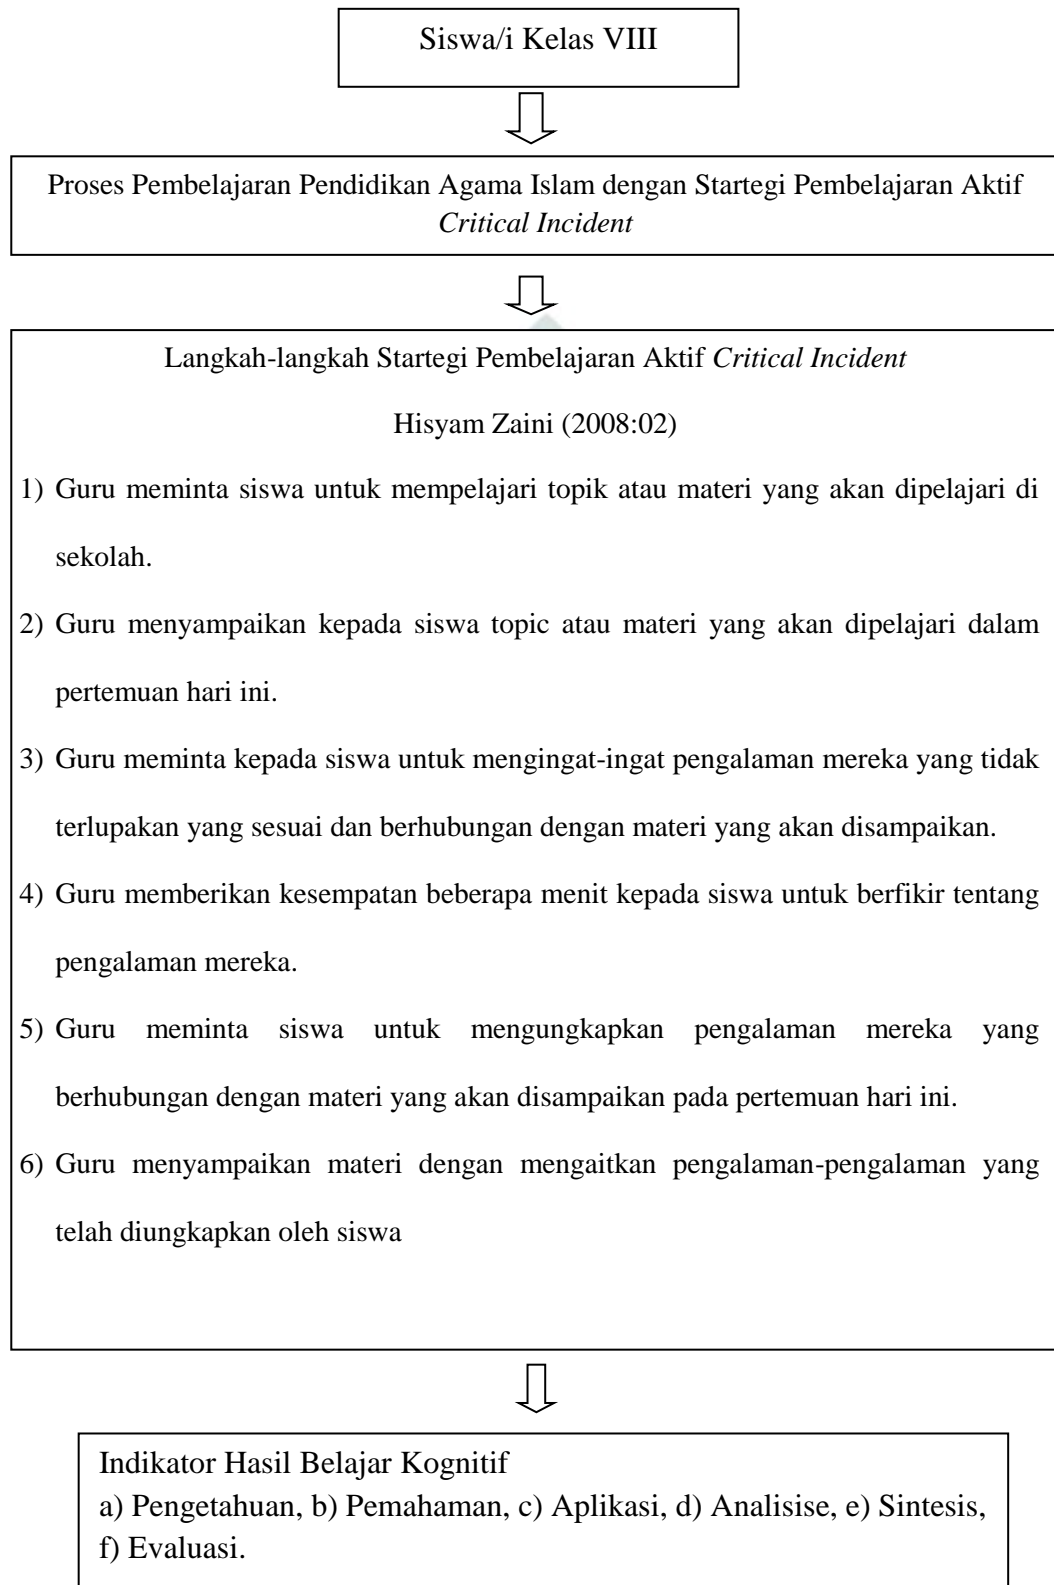 Siswa/i Kelas VIII
Proses Pembelajaran Pendidikan Agama Islam dengan Startegi Pembelajaran Aktif
Critical Incident
Langkah-langkah Startegi Pembelajaran Aktif Critical Incident
Hisyam Zaini (2008:02)
1) Guru meminta siswa untuk mempelajari topik atau materi yang akan dipelajari di
sekolah.
2) Guru menyampaikan kepada siswa topic atau materi yang akan dipelajari dalam
pertemuan hari ini.
3) Guru meminta kepada siswa untuk mengingat-ingat pengalaman mereka yang tidak
terlupakan yang sesuai dan berhubungan dengan materi yang akan disampaikan.
4) Guru memberikan kesempatan beberapa menit kepada siswa untuk berfikir tentang
pengalaman mereka.
5) Guru meminta siswa untuk mengungkapkan pengalaman mereka yang
berhubungan dengan materi yang akan disampaikan pada pertemuan hari ini.
6) Guru menyampaikan materi dengan mengaitkan pengalaman-pengalaman yang
telah diungkapkan oleh siswa
Indikator Hasil Belajar Kognitif
a) Pengetahuan, b) Pemahaman, c) Aplikasi, d) Analisise, e) Sintesis,
f) Evaluasi.